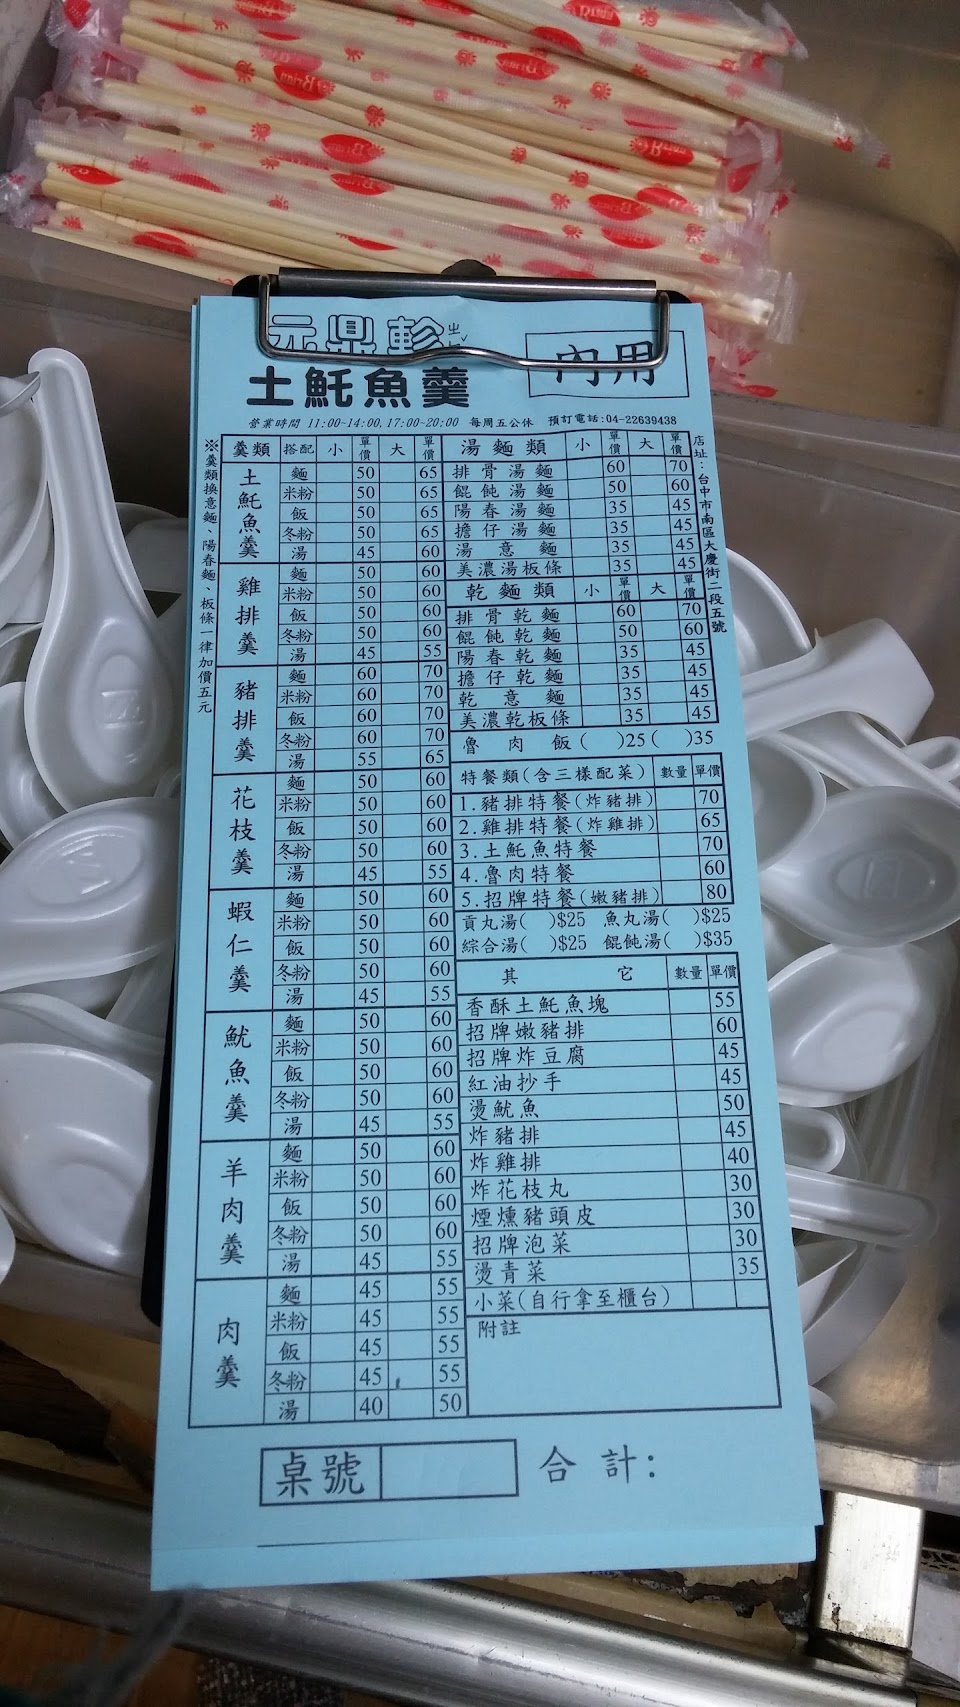 元鼎軫
土魠魚羹
內用
營業時間 11:00~14:00,17:00~20:00 每周五公休 預訂電話:04-22639438
※羹類換意麵、陽春麵、板條一律加價五元
店址:台中市南區大慶街二段五號
羹類 搭配 小 單價 大 單價
土魠魚羹
麵 50 65
米粉 50 65
飯 50 65
冬粉 50 65
湯 45 60
雞排羹
麵 50 60
米粉 50 60
飯 50 60
冬粉 50 60
湯 45 55
豬排羹
麵 60 70
米粉 60 70
飯 60 70
冬粉 60 70
湯 55 65
花枝羹
麵 50 60
米粉 50 60
飯 50 60
冬粉 50 60
湯 45 55
蝦仁羹
麵 50 60
米粉 50 60
飯 50 60
冬粉 50 60
湯 45 55
魷魚羹
麵 50 60
米粉 50 60
飯 50 60
冬粉 50 60
湯 45 55
羊肉羹
麵 50 60
米粉 50 60
飯 50 60
冬粉 50 60
湯 45 55
肉羹
麵 45 55
米粉 45 55
飯 45 55
冬粉 45 55
湯 40 50
湯麵類 小 單價 大 單價
排骨湯麵 60 70
餛飩湯麵 50 60
陽春湯麵 35 45
擔仔湯麵 35 45
湯意麵 35 45
美濃湯板條 35 45
乾麵類 小 單價 大 單價
排骨乾麵 60 70
餛飩乾麵 50 60
陽春乾麵 35 45
擔仔乾麵 35 45
乾意麵 35 45
美濃乾板條 35 45
魯肉飯( )25( )35
特餐類(含三樣配菜) 數量 單價
1.豬排特餐(炸豬排) 70
2.雞排特餐(炸雞排) 65
3.土魠魚特餐 70
4.魯肉特餐 60
5.招牌特餐(嫩豬排) 80
貢丸湯( )$25 魚丸湯( )$25
綜合湯( )$25 餛飩湯( )$35
其它 數量 單價
香酥土魠魚塊 55
招牌嫩豬排 60
招牌炸豆腐 45
紅油抄手 45
燙魷魚 50
炸豬排 45
炸雞排 40
炸花枝丸 30
煙燻豬頭皮 30
招牌泡菜 30
燙青菜 35
小菜(自行拿至櫃台)
附註
桌號
合計: